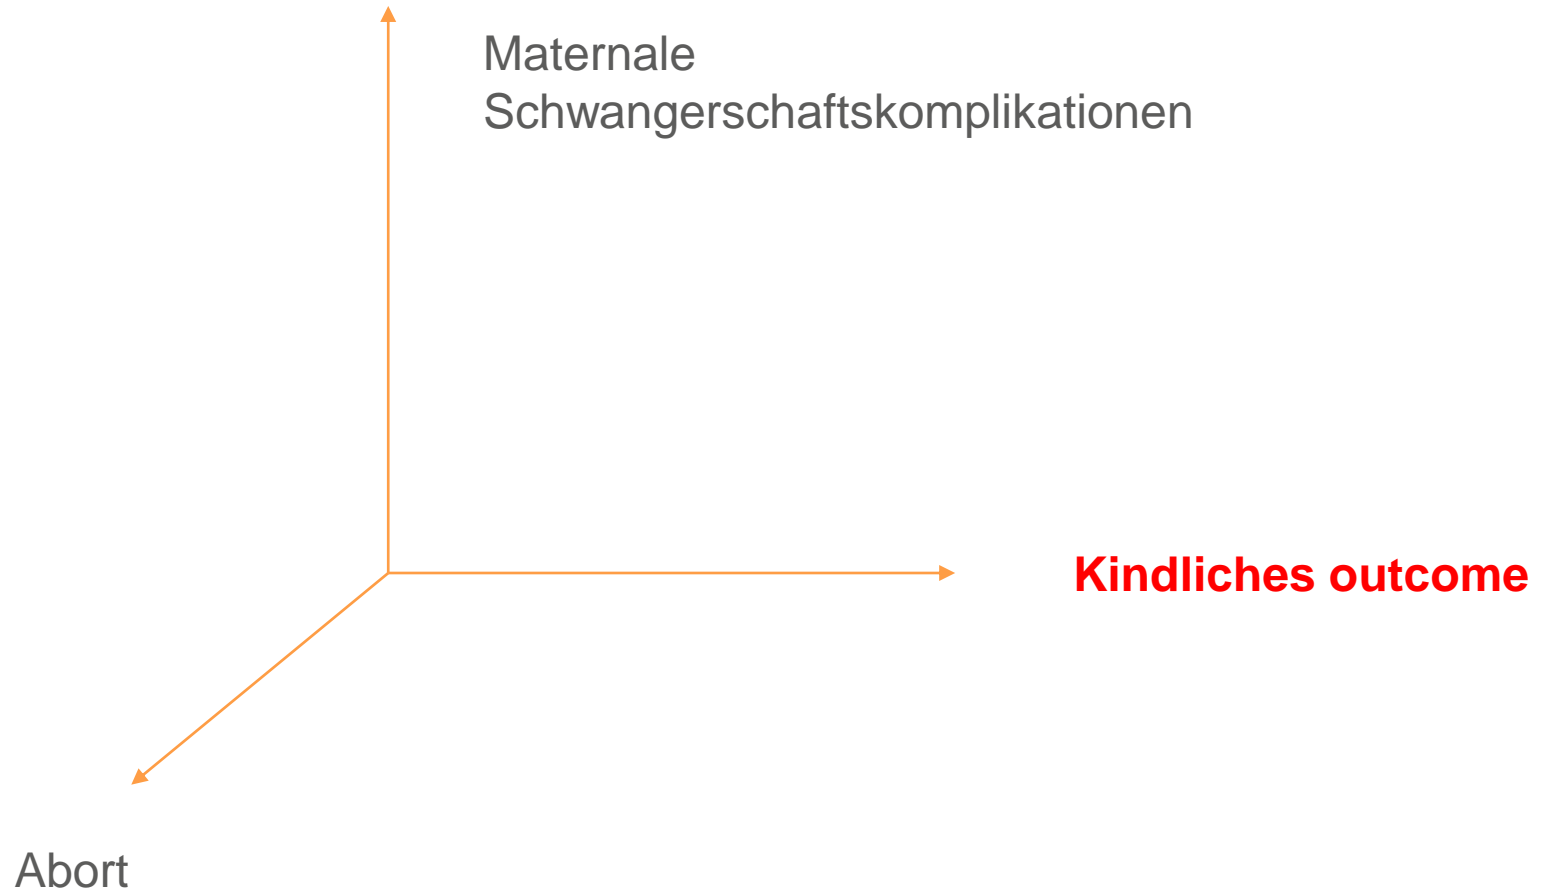 Maternale
Schwangerschaftskomplikationen
Kindliches outcome
Abort